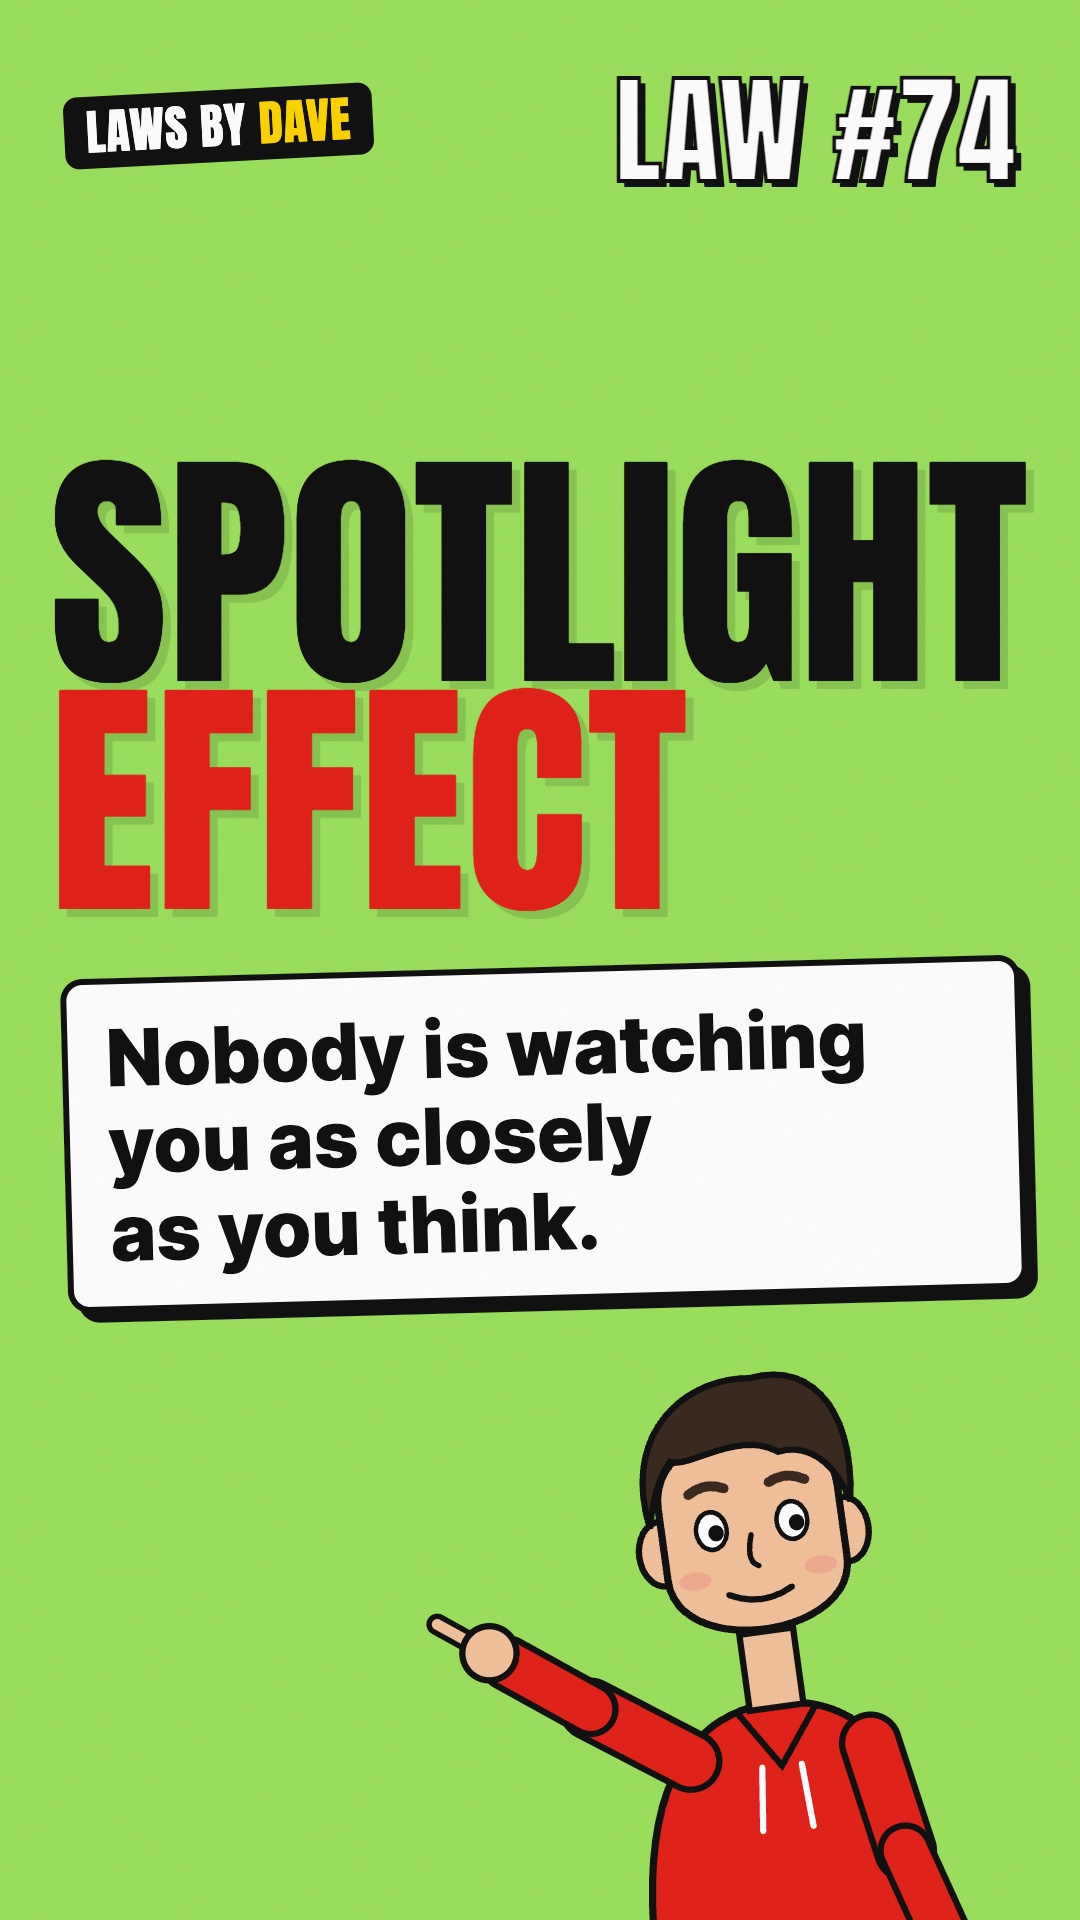 LAWS BY DAVE
LAW #74
SPOTLIGHT
EFFECT
Nobody is watching
you as closely
as you think.